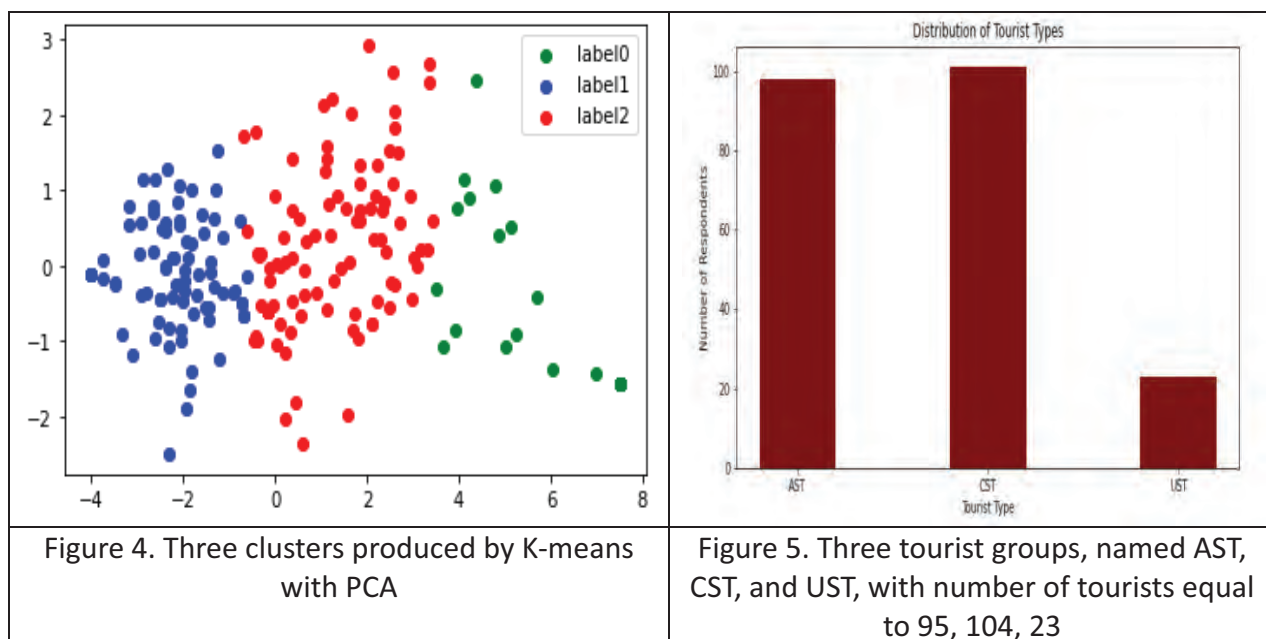 3
2
1
0
−1
−2
−4
−2
0
2
4
6
8
label0
label1
label2
Figure 4. Three clusters produced by K-means
with PCA
Distribution of Tourist Types
Number of Respondents
100
80
60
40
20
0
AST
CST
UST
Tourist Type
Figure 5. Three tourist groups, named AST,
CST, and UST, with number of tourists equal
to 95, 104, 23